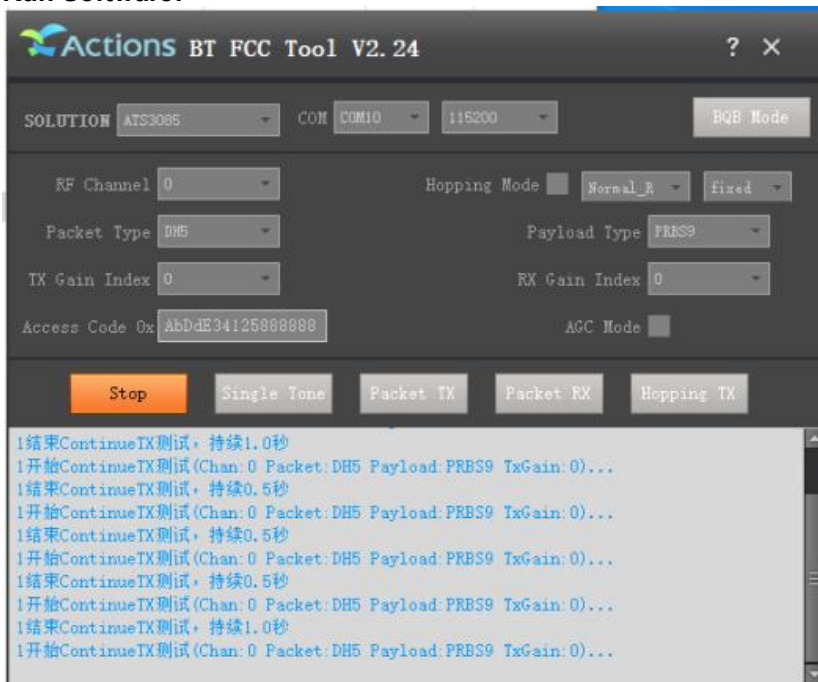 Actions BT FCC Tool V2.24 ? ×
SOLUTION ATS3085 COM COM10 115200 BQB Mode
RF Channel 0 Hopping Mode Normal_R fixed
Packet Type DH5 Payload Type PRBS9
TX Gain Index 0 RX Gain Index 0
Access Code 0x AbDdE34125888888 AGC Mode
Stop Single Tone Packet TX Packet RX Hopping TX
1结束ContinueTX测试，持续1.0秒
1开始ContinueTX测试(Chan:0 Packet:DH5 Payload:PRBS9 TxGain:0)...
1结束ContinueTX测试，持续0.5秒
1开始ContinueTX测试(Chan:0 Packet:DH5 Payload:PRBS9 TxGain:0)...
1结束ContinueTX测试，持续0.5秒
1开始ContinueTX测试(Chan:0 Packet:DH5 Payload:PRBS9 TxGain:0)...
1结束ContinueTX测试，持续0.5秒
1开始ContinueTX测试(Chan:0 Packet:DH5 Payload:PRBS9 TxGain:0)...
1结束ContinueTX测试，持续1.0秒
1开始ContinueTX测试(Chan:0 Packet:DH5 Payload:PRBS9 TxGain:0)...